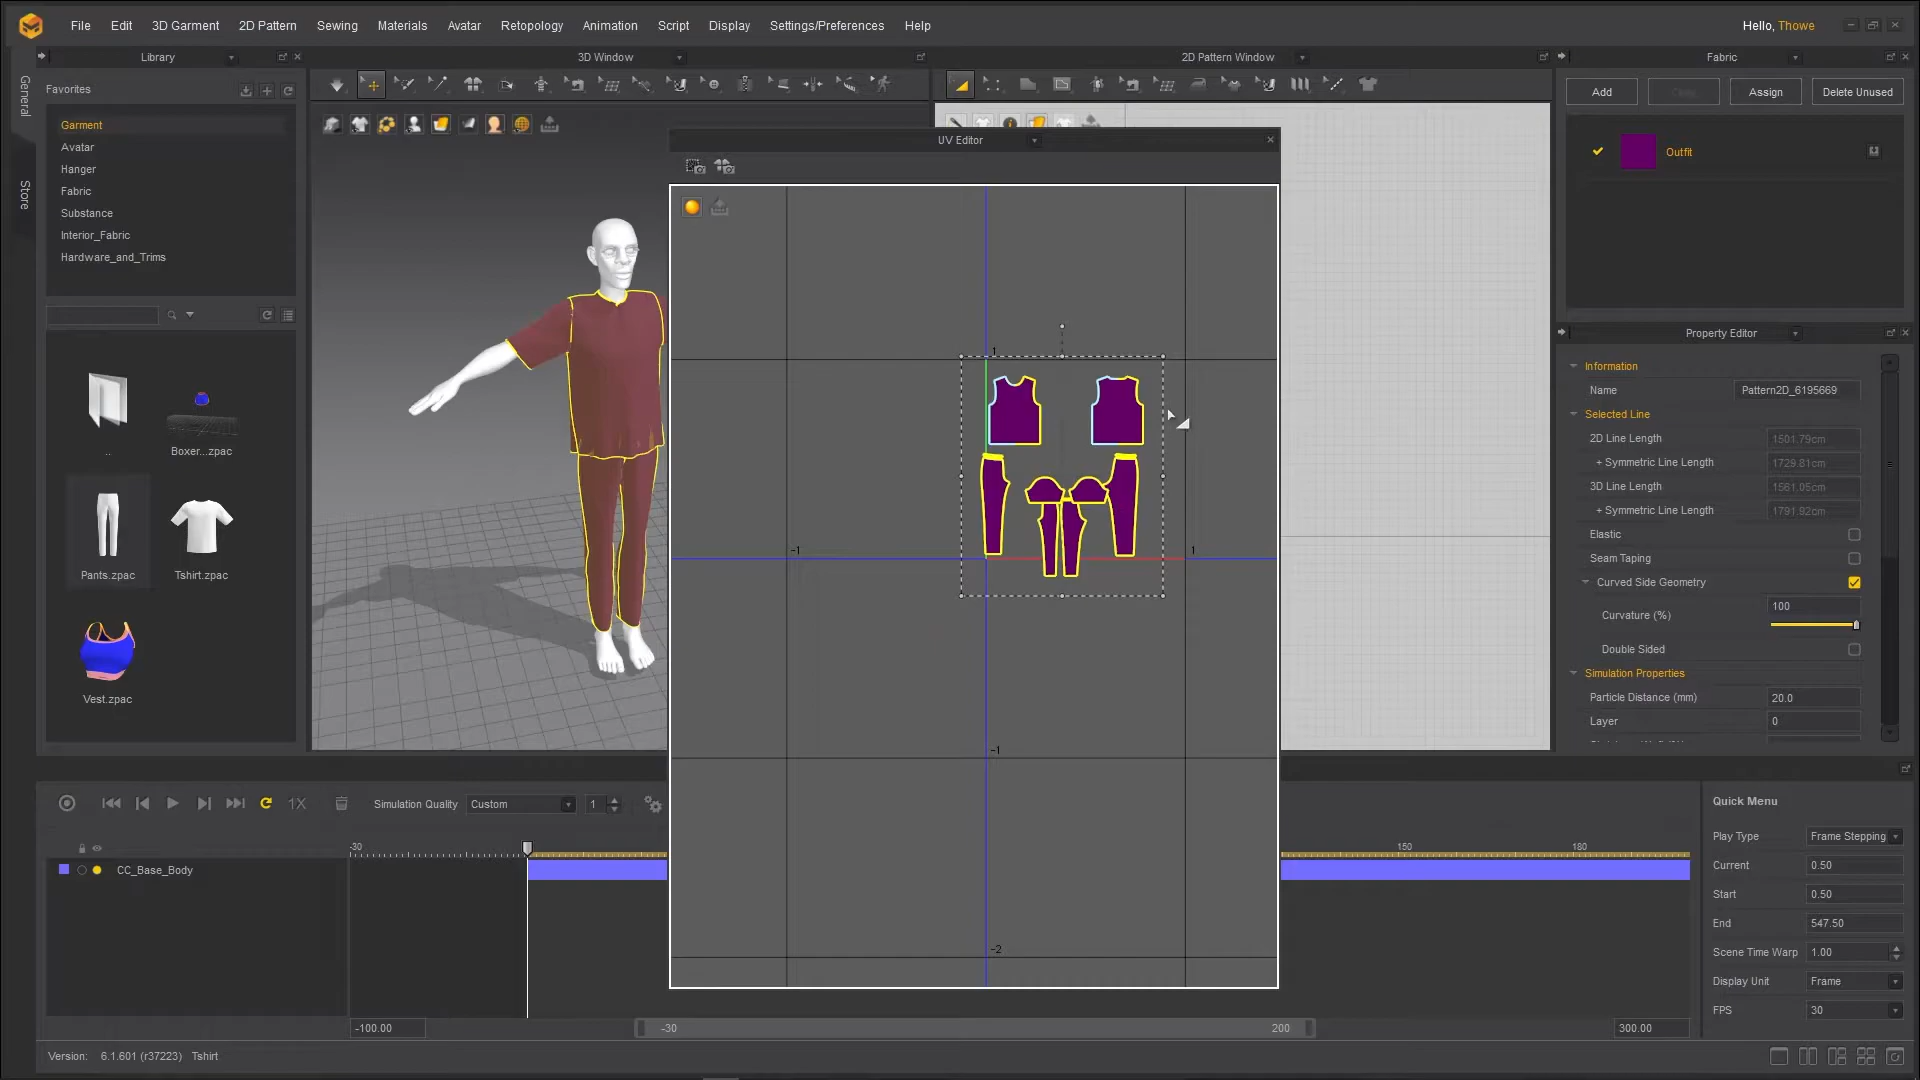 File Edit 3D Garment 2D Pattern Sewing Materials Avatar Retopology Animation Script Display Settings/Preferences Help
Hello, Thowe
Library
3D Window
2D Pattern Window
Fabric
General
Store
Favorites
Garment
Avatar
Hanger
Fabric
Substance
Interior_Fabric
Hardware_and_Trims
..
Boxer...zpac
Pants.zpac
Tshirt.zpac
Vest.zpac
UV Editor
1
-1
1
-1
-2
Add
Assign
Delete Unused
Outfit
Property Editor
Information
Name Pattern2D_6195669
Selected Line
2D Line Length 1501.79cm
+ Symmetric Line Length 1729.81cm
3D Line Length 1561.05cm
+ Symmetric Line Length 1791.92cm
Elastic
Seam Taping
Curved Side Geometry
Curvature (%) 100
Double Sided
Simulation Properties
Particle Distance (mm) 20.0
Layer 0
1X
Simulation Quality Custom 1
-30
150
180
CC_Base_Body
-100.00
-30
200
300.00
Quick Menu
Play Type Frame Stepping
Current 0.50
Start 0.50
End 547.50
Scene Time Warp 1.00
Display Unit Frame
FPS 30
Version: 6.1.601 (r37223) Tshirt